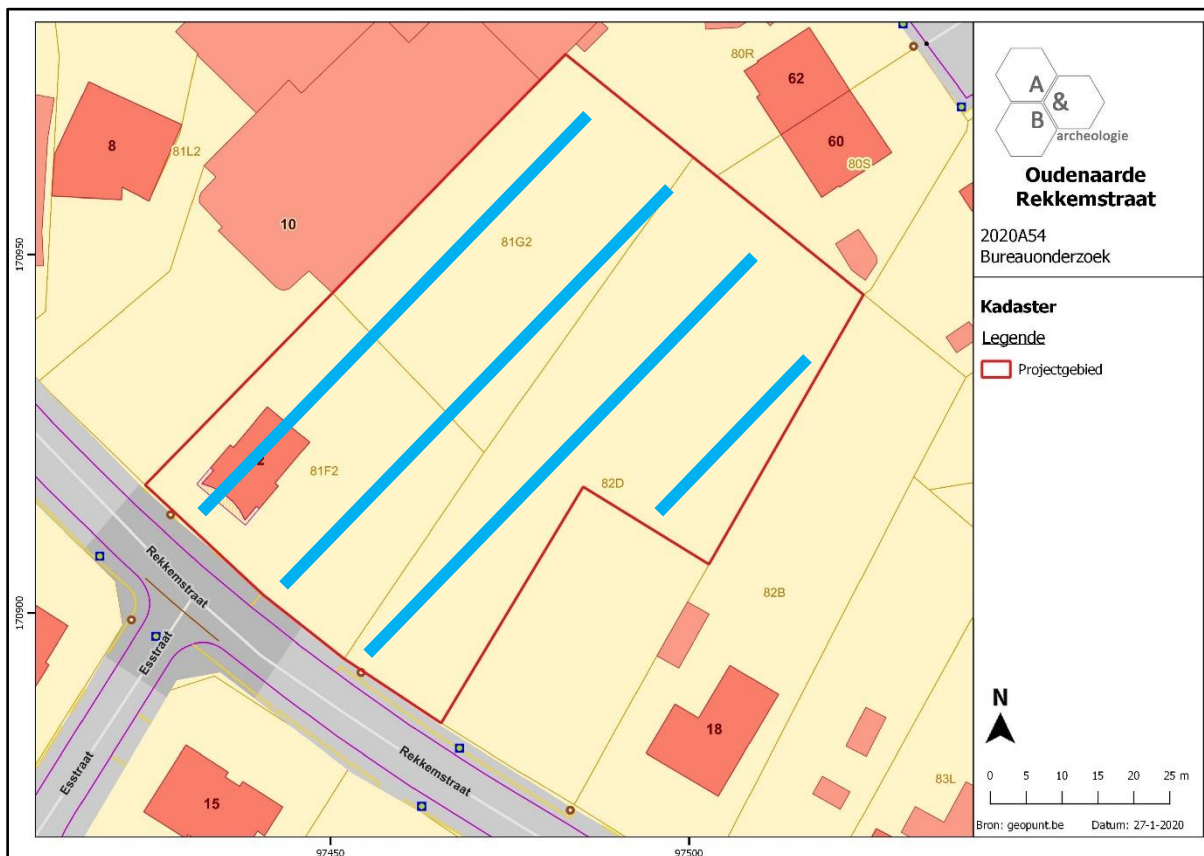 80R
62
60
80S
8
81L2
10
81G2
81F2
82D
82B
18
15
83L
Rekkemstraat
Esstraat
Esstraat
Rekkemstraat
170950
170900
97450
97500
A
&
B
archeologie
Oudenaarde
Rekkemstraat
2020A54
Bureauonderzoek
Kadaster
Legende
Projectgebied
N
0 5 10 15 20 25 m
Bron: geopunt.be Datum: 27-1-2020